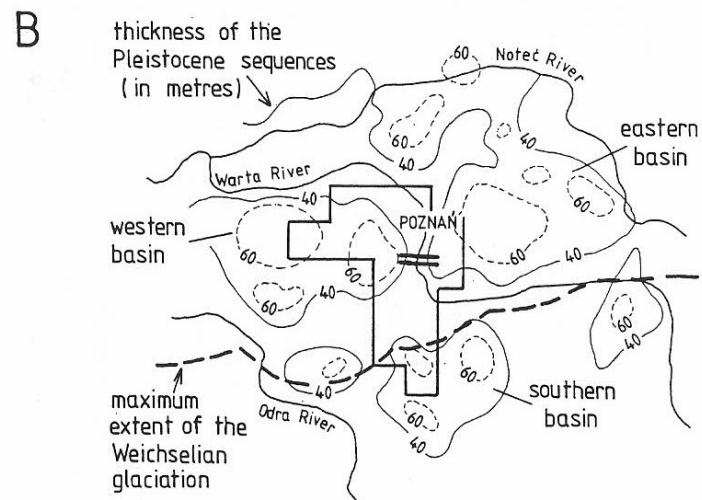 B
thickness of the
Pleistocene sequences
(in metres)
Noteć River
60
60
40
40
eastern
basin
Warta River
40
60
western
basin
POZNAŃ
60
60
60
40
40
60
40
60
40
60
60
southern
basin
60
40
Odra River
maximum
extent of the
Weichselian
glaciation